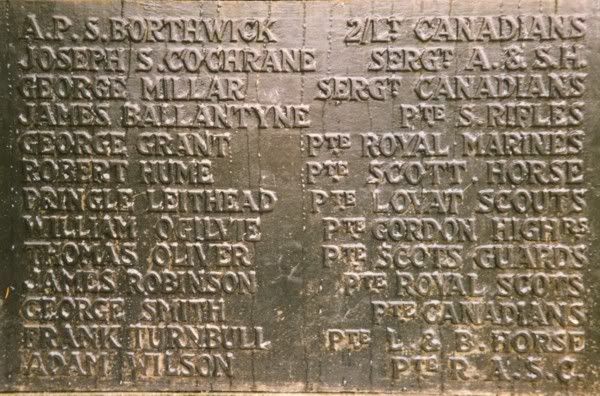 A.P.S. BORTHWICK 2/LT CANADIANS
JOSEPH S. COCHRANE SERGT A. & S.H.
GEORGE MILLAR SERGT CANADIANS
JAMES BALLANTYNE PTE S. RIFLES
GEORGE GRANT PTE ROYAL MARINES
ROBERT HUME PTE SCOTT HORSE
PRINGLE LEITHEAD PTE LOVAT SCOUTS
WILLIAM OGILVIE PTE GORDON HIGHRS
THOMAS OLIVER PTE SCOTS GUARDS
JAMES ROBINSON PTE ROYAL SCOTS
GEORGE SMITH PTE CANADIANS
FRANK TURNBULL PTE L. & B. HORSE
ADAM WILSON PTE R. A. S. C.